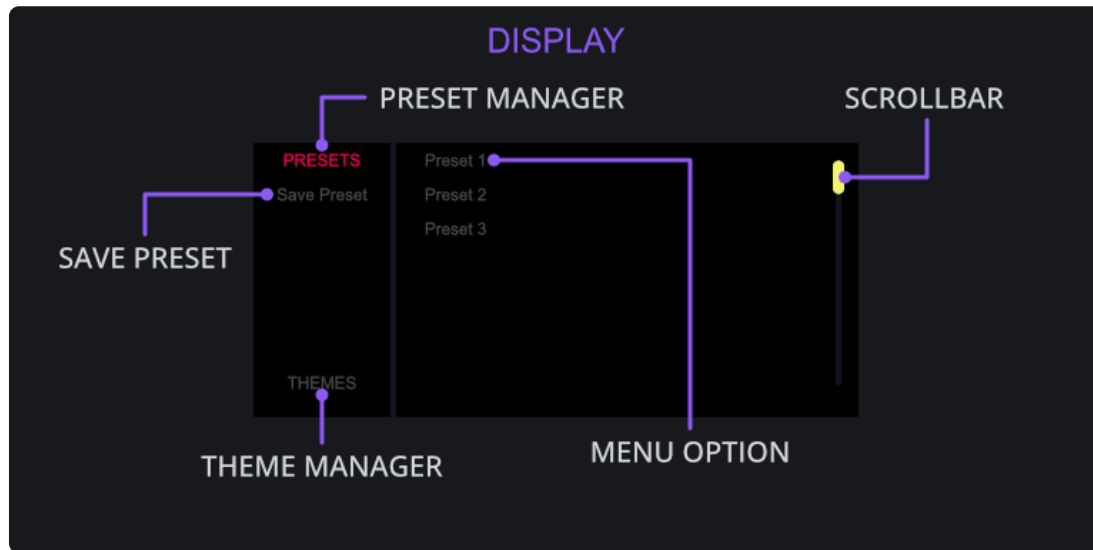 DISPLAY
PRESET MANAGER
SCROLLBAR
PRESETS
Preset 1
Save Preset
Preset 2
Preset 3
SAVE PRESET
THEMES
MENU OPTION
THEME MANAGER